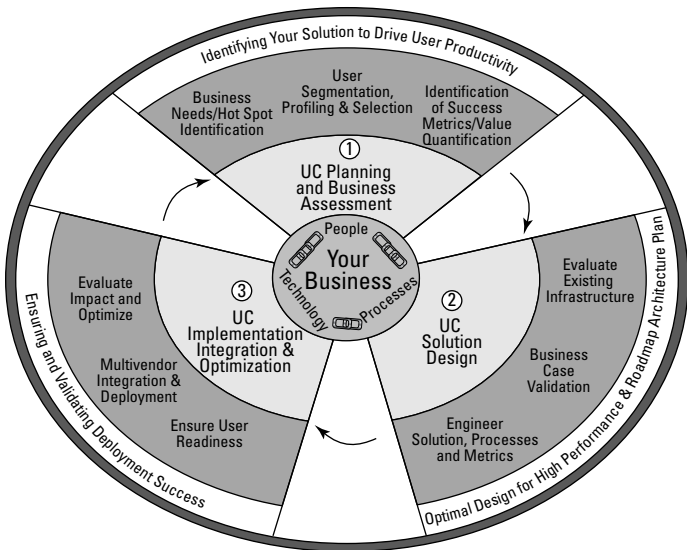 Identifying Your Solution to Drive User Productivity
Business
Needs/Hot Spot
Identification
User
Segmentation,
Profiling & Selection
Identification
of Success
Metrics/Value
Quantification
①
UC Planning
and Business
Assessment
People
Your
Business
Technology
Processes
②
UC
Solution
Design
Evaluate
Existing
Infrastructure
Business
Case
Validation
Engineer
Solution, Processes
and Metrics
Optimal Design for High Performance & Roadmap Architecture Plan
③
UC
Implementation
Integration &
Optimization
Evaluate
Impact and
Optimize
Multivendor
Integration &
Deployment
Ensure User
Readiness
Ensuring and Validating Deployment Success